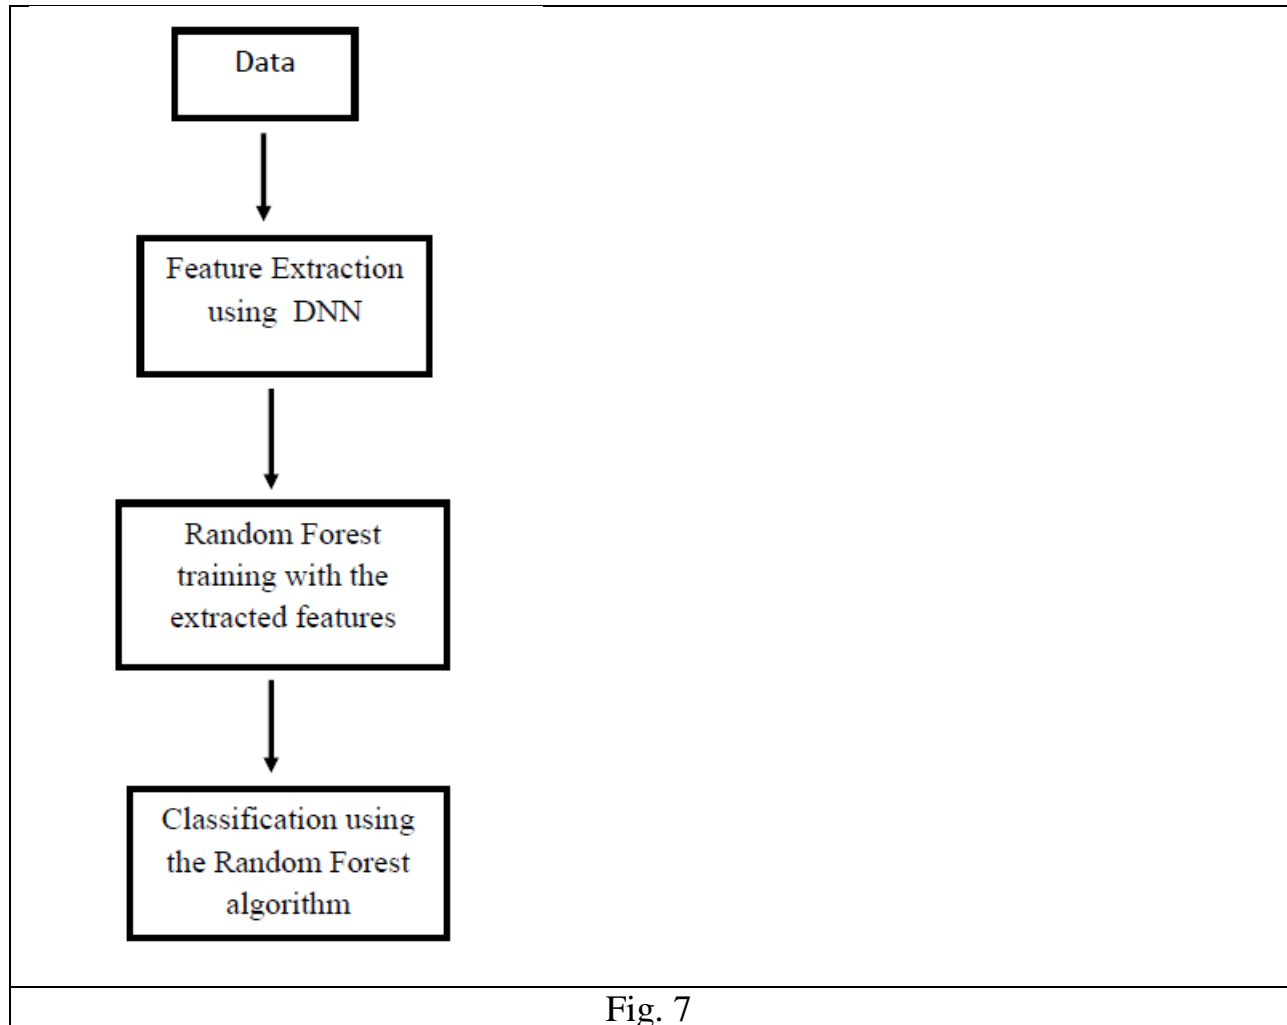 Data
Feature Extraction
using DNN
Random Forest
training with the
extracted features
Classification using
the Random Forest
algorithm
Fig. 7